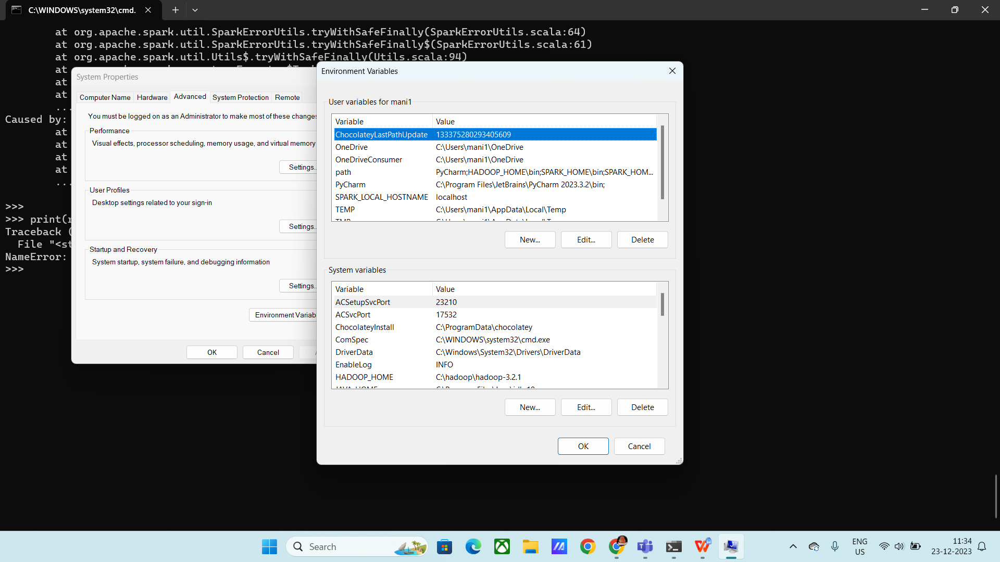 C:\WINDOWS\system32\cmd.
at org.apache.spark.util.SparkErrorUtils.tryWithSafeFinally(SparkErrorUtils.scala:64)
at org.apache.spark.util.SparkErrorUtils.tryWithSafeFinally$(SparkErrorUtils.scala:61)
at org.apache.spark.util.Utils$.tryWithSafeFinally(Utils.scala:94)
at
at
at
...
Caused by:
at
at
at
at
...
>>>
>>> print(r
Traceback (
File "<st
NameError:
>>>
System Properties
Computer Name Hardware Advanced System Protection Remote
You must be logged on as an Administrator to make most of these changes
Performance
Visual effects, processor scheduling, memory usage, and virtual memory
Settings..
User Profiles
Desktop settings related to your sign-in
Settings..
Startup and Recovery
System startup, system failure, and debugging information
Settings..
Environment Variab
OK Cancel
Environment Variables
User variables for mani1
Variable Value
ChocolateyLastPathUpdate 133375280293405609
OneDrive C:\Users\mani1\OneDrive
OneDriveConsumer C:\Users\mani1\OneDrive
path PyCharm;HADOOP_HOME\bin;SPARK_HOME\bin;SPARK_HOM...
PyCharm C:\Program Files\JetBrains\PyCharm 2023.3.2\bin;
SPARK_LOCAL_HOSTNAME localhost
TEMP C:\Users\mani1\AppData\Local\Temp
New... Edit... Delete
System variables
Variable Value
ACSetupSvcPort 23210
ACSvcPort 17532
ChocolateyInstall C:\ProgramData\chocolatey
ComSpec C:\WINDOWS\system32\cmd.exe
DriverData C:\Windows\System32\Drivers\DriverData
EnableLog INFO
HADOOP_HOME C:\hadoop\hadoop-3.2.1
New... Edit... Delete
OK Cancel
Search
ENG
US
11:34
23-12-2023